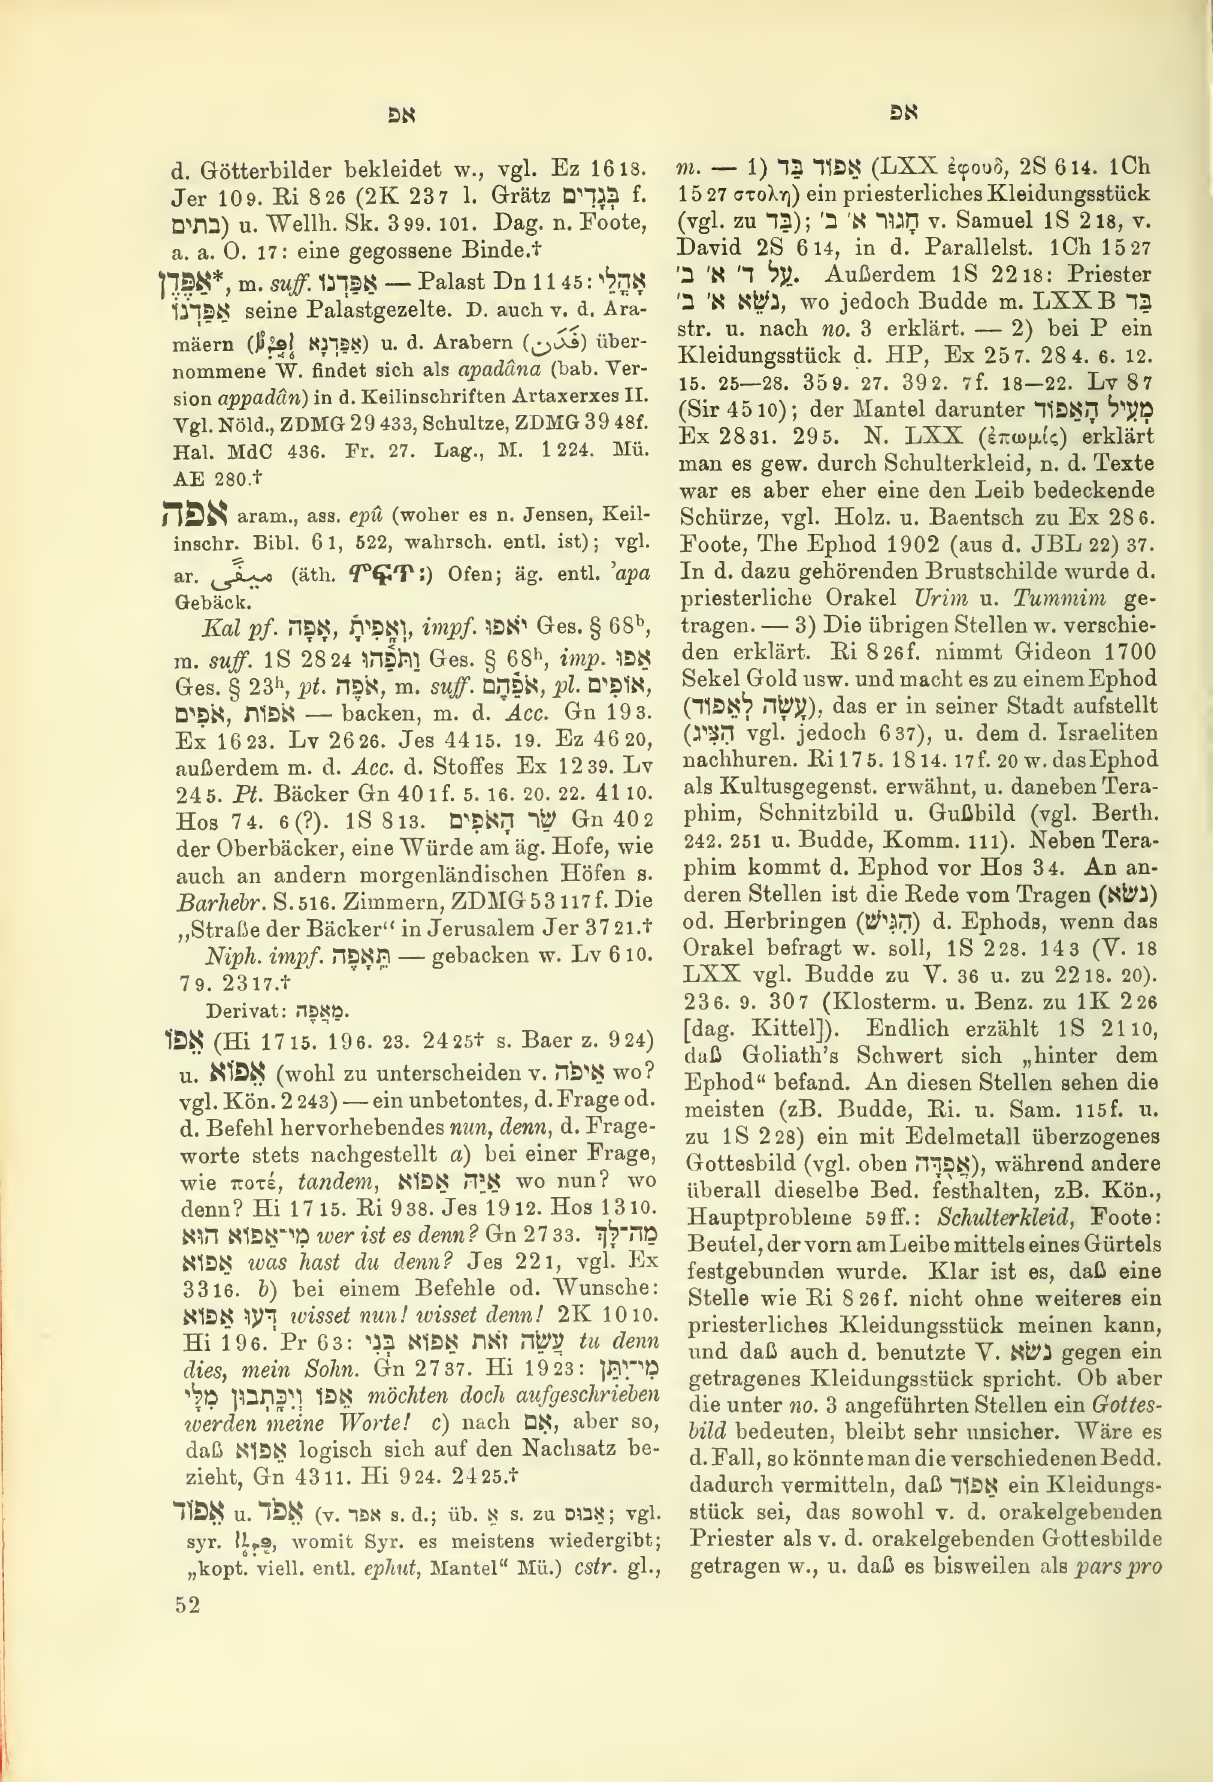 אפ
אפ
d. Götterbilder bekleidet w., vgl. Ez 16 18.
Jer 10 9. Ri 8 26 (2K 23 7 l. Grätz בְּגָדִים f.
בתים) u. Wellh. Sk. 3 99. 101. Dag. n. Foote,
a. a. O. 17: eine gegossene Binde.†
אַפֶּדֶן*, m. suff. אַפַּדְנוֹ — Palast Dn 11 45: אָהֳלֵי
אַפַּדְנוֹ seine Palastgezelte. D. auch v. d. Ara-
mäern (אַפַּדְנָא) u. d. Arabern (فَدَن) über-
nommene W. findet sich als apadâna (bab. Ver-
sion appadân) in d. Keilinschriften Artaxerxes II.
Vgl. Nöld., ZDMG 29 433, Schultze, ZDMG 39 48f.
Hal. MdC 436. Fr. 27. Lag., M. 1 224. Mü.
AE 280.†
אפה aram., ass. epû (woher es n. Jensen, Keil-
inschr. Bibl. 6 1, 522, wahrsch. entl. ist); vgl.
ar. (äth. Ofen; äg. entl. ʾapa
Gebäck.
Kal pf. אָפָה, וְאָפִיתָ, impf. יֹאפוּ Ges. § 68ᵇ,
m. suff. 1S 28 24 וַתֹּפֵהוּ Ges. § 68ʰ, imp. אֵפוּ
Ges. § 23ʰ, pt. אֹפֶה, m. suff. אֹפֵהֶם, pl. אוֹפִים,
אֹפִים, אֹפוֹת — backen, m. d. Acc. Gn 19 3.
Ex 16 23. Lv 26 26. Jes 44 15. 19. Ez 46 20,
außerdem m. d. Acc. d. Stoffes Ex 12 39. Lv
24 5. Pt. Bäcker Gn 40 1f. 5. 16. 20. 22. 41 10.
Hos 7 4. 6 (?). 1S 8 13. שַׂר הָאֹפִים Gn 40 2
der Oberbäcker, eine Würde am äg. Hofe, wie
auch an andern morgenländischen Höfen s.
Barhebr. S. 516. Zimmern, ZDMG 53 117f. Die
„Straße der Bäcker“ in Jerusalem Jer 37 21.†
Niph. impf. תֵּאָפֶה — gebacken w. Lv 6 10.
7 9. 23 17.†
Derivat: מַאֲפֶה.
אֵפוֹ (Hi 17 15. 19 6. 23. 24 25† s. Baer z. 9 24)
u. אֵפוֹא (wohl zu unterscheiden v. אֵיפֹה wo?
vgl. Kön. 2 243) — ein unbetontes, d. Frage od.
d. Befehl hervorhebendes nun, denn, d. Frage-
worte stets nachgestellt a) bei einer Frage,
wie ποτέ, tandem, אַיֵּה אֵפוֹא wo nun? wo
denn? Hi 17 15. Ri 9 38. Jes 19 12. Hos 13 10.
מִי־אֵפוֹא הוּא wer ist es denn? Gn 27 33. מַה־לָּךְ
אֵפוֹא was hast du denn? Jes 22 1, vgl. Ex
33 16. b) bei einem Befehle od. Wunsche:
דְּעוּ אֵפוֹא wisset nun! wisset denn! 2K 10 10.
Hi 19 6. Pr 6 3: עֲשֵׂה זֹאת אֵפוֹא בְּנִי tu denn
dies, mein Sohn. Gn 27 37. Hi 19 23: מִי־יִתֵּן
אֵפוֹ וְיִכָּתְבוּן מִלָּי möchten doch aufgeschrieben
werden meine Worte! c) nach אִם, aber so,
daß אֵפוֹא logisch sich auf den Nachsatz be-
zieht, Gn 43 11. Hi 9 24. 24 25.†
אֵפוֹד u. אֵפֹד (v. אפד s. d.; üb. אֵ s. zu אֵבוּס; vgl.
syr. womit Syr. es meistens wiedergibt;
„kopt. viell. entl. ephut, Mantel“ Mü.) cstr. gl.,
52
m. — 1) אֵפוֹד בַּד (LXX ἐφουδ, 2S 6 14. 1Ch
15 27 στολη) ein priesterliches Kleidungsstück
(vgl. zu בַּד); חָגוּר א' ב' v. Samuel 1S 2 18, v.
David 2S 6 14, in d. Parallelst. 1Ch 15 27
עַל ד' א' ב'. Außerdem 1S 22 18: Priester
נֹשֵׂא א' ב', wo jedoch Budde m. LXX B בַּד
str. u. nach no. 3 erklärt. — 2) bei P ein
Kleidungsstück d. HP, Ex 25 7. 28 4. 6. 12.
15. 25—28. 35 9. 27. 39 2. 7f. 18—22. Lv 8 7
(Sir 45 10); der Mantel darunter מְעִיל הָאֵפוֹד
Ex 28 31. 29 5. N. LXX (ἐπωμίς) erklärt
man es gew. durch Schulterkleid, n. d. Texte
war es aber eher eine den Leib bedeckende
Schürze, vgl. Holz. u. Baentsch zu Ex 28 6.
Foote, The Ephod 1902 (aus d. JBL 22) 37.
In d. dazu gehörenden Brustschilde wurde d.
priesterliche Orakel Urim u. Tummim ge-
tragen. — 3) Die übrigen Stellen w. verschie-
den erklärt. Ri 8 26f. nimmt Gideon 1700
Sekel Gold usw. und macht es zu einem Ephod
(עָשָׂה לְאֵפוֹד), das er in seiner Stadt aufstellt
(הִצִּיג vgl. jedoch 6 37), u. dem d. Israeliten
nachhuren. Ri 17 5. 18 14. 17f. 20 w. das Ephod
als Kultusgegenst. erwähnt, u. daneben Tera-
phim, Schnitzbild u. Gußbild (vgl. Berth.
242. 251 u. Budde, Komm. 111). Neben Tera-
phim kommt d. Ephod vor Hos 3 4. An an-
deren Stellen ist die Rede vom Tragen (נשׂא)
od. Herbringen (הִגִּישׁ) d. Ephods, wenn das
Orakel befragt w. soll, 1S 2 28. 14 3 (V. 18
LXX vgl. Budde zu V. 36 u. zu 22 18. 20).
23 6. 9. 30 7 (Klosterm. u. Benz. zu 1K 2 26
[dag. Kittel]). Endlich erzählt 1S 21 10,
daß Goliath’s Schwert sich „hinter dem
Ephod“ befand. An diesen Stellen sehen die
meisten (zB. Budde, Ri. u. Sam. 115f. u.
zu 1S 2 28) ein mit Edelmetall überzogenes
Gottesbild (vgl. oben אֲפֻדָּה), während andere
überall dieselbe Bed. festhalten, zB. Kön.,
Hauptprobleme 59ff.: Schulterkleid, Foote:
Beutel, der vorn am Leibe mittels eines Gürtels
festgebunden wurde. Klar ist es, daß eine
Stelle wie Ri 8 26f. nicht ohne weiteres ein
priesterliches Kleidungsstück meinen kann,
und daß auch d. benutzte V. נשׂא gegen ein
getragenes Kleidungsstück spricht. Ob aber
die unter no. 3 angeführten Stellen ein Gottes-
bild bedeuten, bleibt sehr unsicher. Wäre es
d. Fall, so könnte man die verschiedenen Bedd.
dadurch vermitteln, daß אֵפוֹד ein Kleidungs-
stück sei, das sowohl v. d. orakelgebenden
Priester als v. d. orakelgebenden Gottesbilde
getragen w., u. daß es bisweilen als pars pro